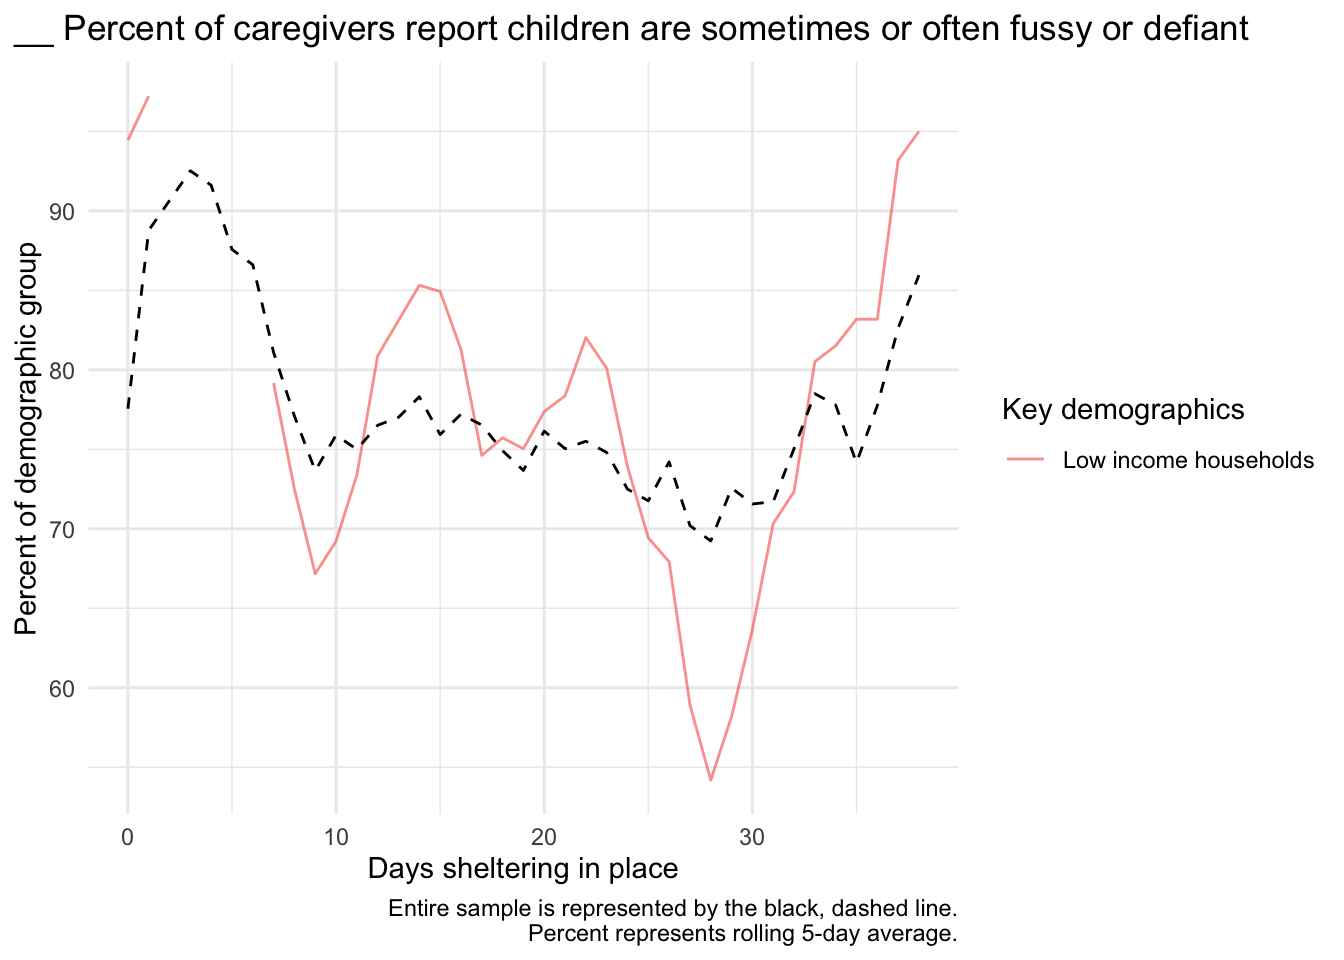 __ Percent of caregivers report children are sometimes or often fussy or defiant
Percent of demographic group
90
80
70
60
0 10 20 30
Days sheltering in place
Key demographics
Low income households
Entire sample is represented by the black, dashed line.
Percent represents rolling 5-day average.